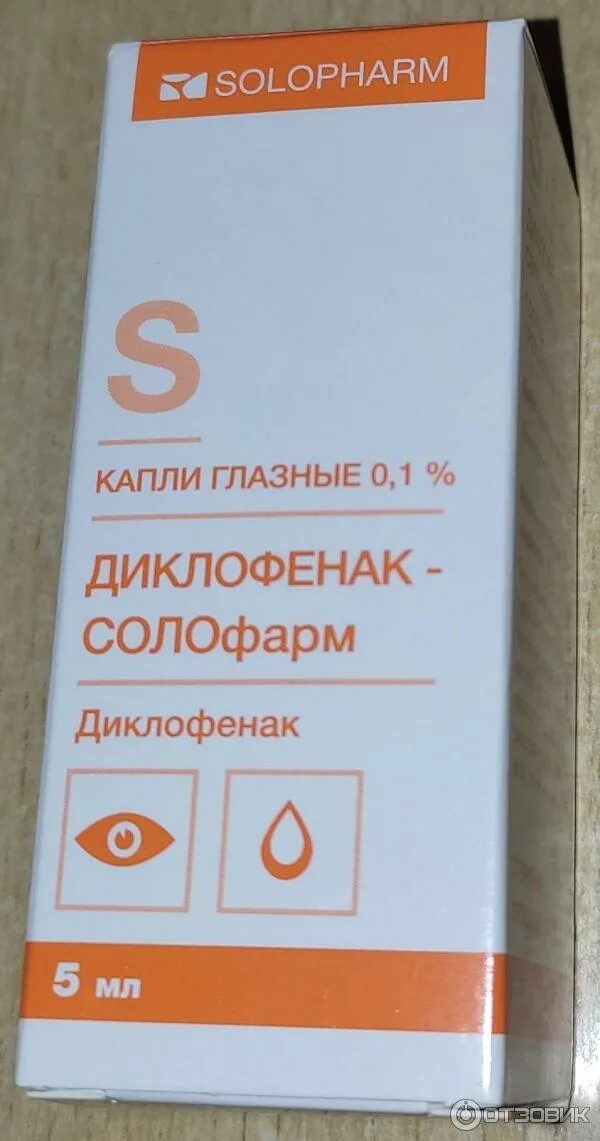 SOLOPHARM
S
КАПЛИ ГЛАЗНЫЕ 0,1 %
ДИКЛОФЕНАК -
СОЛОфарм
Диклофенак
5 мл
ОТЗОВИК